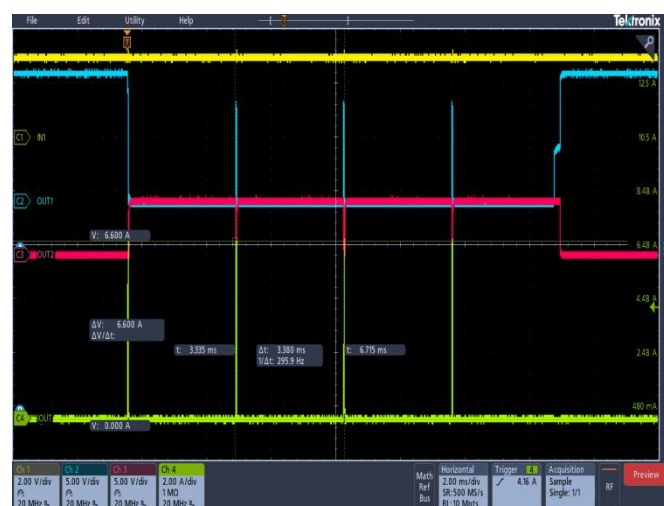 File Edit Utility Help Tektronix
T
12.5 A
C1 IN1 10.5 A
8.48 A
C2 OUT1
V: 6.600 A
6.48 A
C3 OUT2
4.48 A
ΔV: 6.600 A
ΔV/Δt:
t: 3.335 ms Δt: 3.380 ms t: 6.715 ms
1/Δt: 295.9 Hz
2.48 A
480 mA
C4 IOUT
V: 0.000 A
Ch 1 Ch 2 Ch 3 Ch 4 Math Horizontal Trigger 4 Acquisition Preview
2.00 V/div 5.00 V/div 5.00 V/div 2.00 A/div Ref 2.00 ms/div 4.16 A Sample RF
1 MΩ Bus SR: 500 MS/s Single: 1/1
20 MHz 20 MHz 20 MHz 20 MHz RL: 10 Mpts